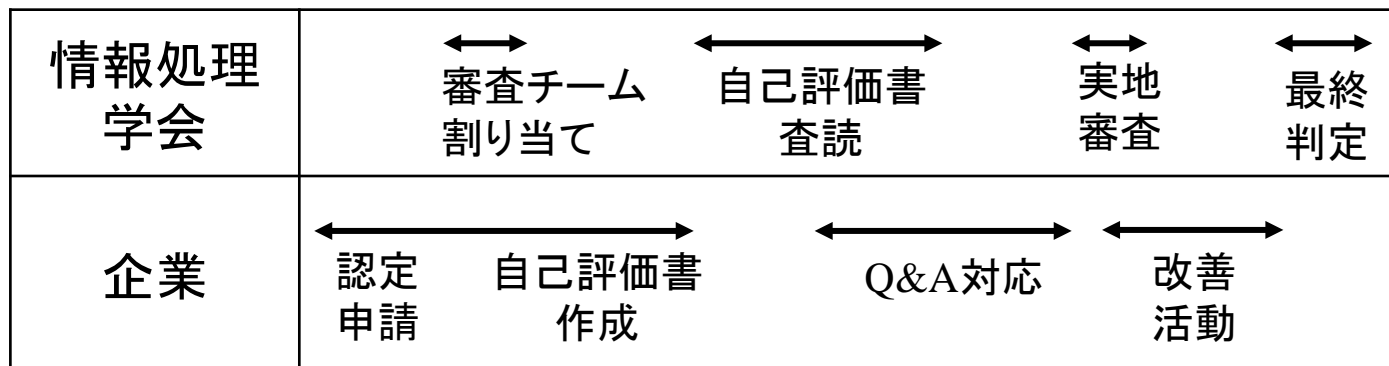 情報処理
学会
審査チーム
割り当て
自己評価書
査読
実地
審査
最終
判定
企業
認定
申請
自己評価書
作成
Q&A対応
改善
活動